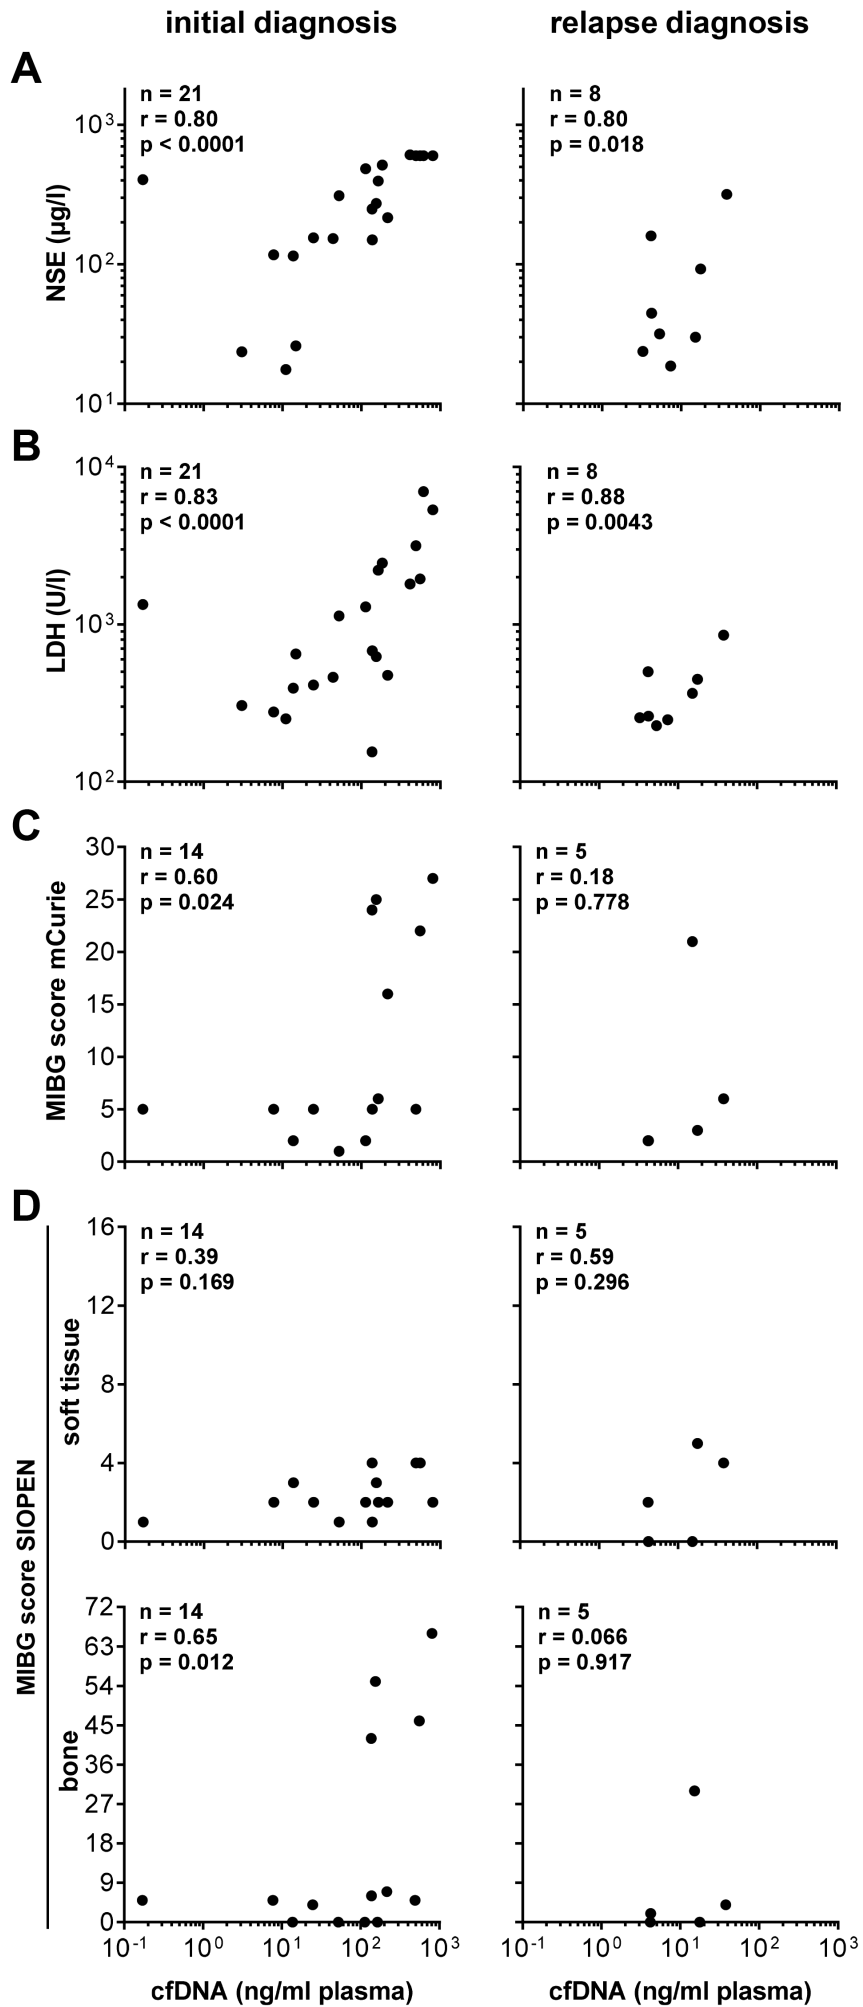 initial diagnosis
relapse diagnosis
A
n = 21
r = 0.80
p < 0.0001
n = 8
r = 0.80
p = 0.018
NSE (µg/l)
10³
10²
10¹
B
n = 21
r = 0.83
p < 0.0001
n = 8
r = 0.88
p = 0.0043
LDH (U/l)
10⁴
10³
10²
C
n = 14
r = 0.60
p = 0.024
n = 5
r = 0.18
p = 0.778
MIBG score mCurie
30
25
20
15
10
5
0
D
MIBG score SIOPEN
n = 14
r = 0.39
p = 0.169
n = 5
r = 0.59
p = 0.296
soft tissue
16
12
8
4
0
n = 14
r = 0.65
p = 0.012
n = 5
r = 0.066
p = 0.917
bone
72
63
54
45
36
27
18
9
0
10⁻¹ 10⁰ 10¹ 10² 10³
10⁻¹ 10⁰ 10¹ 10² 10³
cfDNA (ng/ml plasma)
cfDNA (ng/ml plasma)